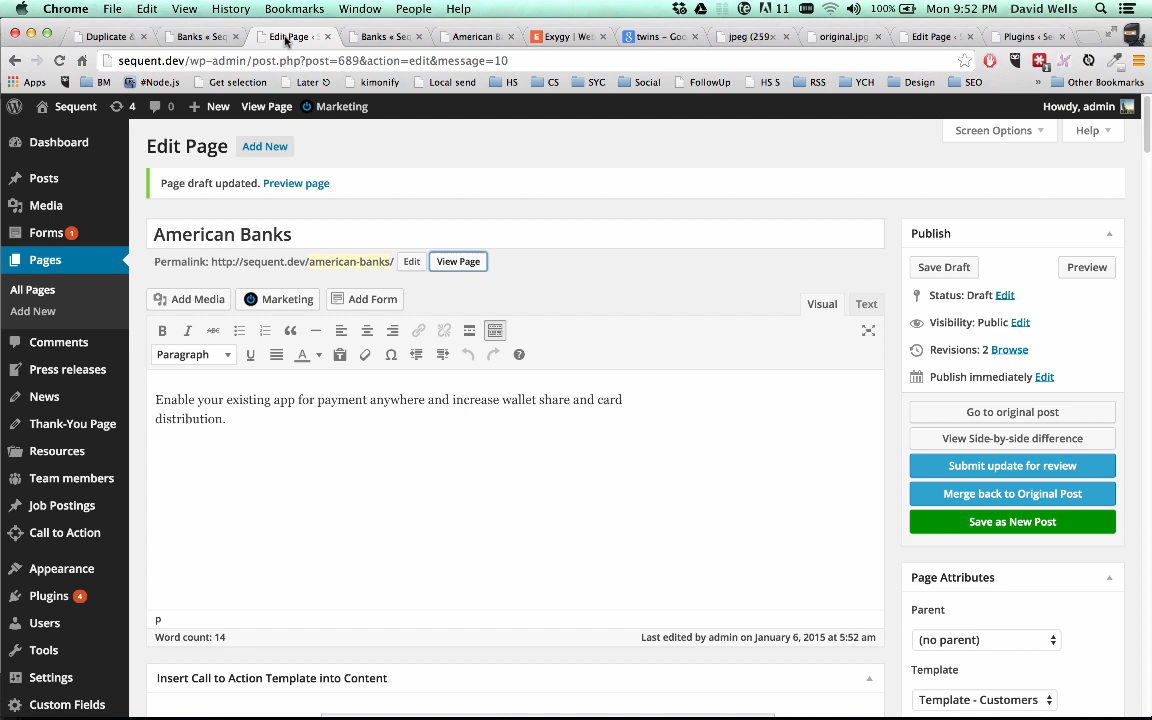 Chrome File Edit View History Bookmarks Window People Help 11 100% Mon 9:52 PM David Wells
Duplicate & Banks « Seq Edit Page ‹ Banks « Seq American B Exygy | Web twins - Goo jpeg (259× original.jpg Edit Page ‹ Plugins ‹ Se
sequent.dev/wp-admin/post.php?post=689&action=edit&message=10
Apps BM #Node.js Get selection Later kimonify Local send HS CS SYC Social FollowUp HS S RSS YCH Design SEO » Other Bookmarks
Sequent 4 0 + New View Page Marketing Howdy, admin
Screen Options Help
Dashboard
Posts
Media
Forms 1
Pages
All Pages
Add New
Comments
Press releases
News
Thank-You Page
Resources
Team members
Job Postings
Call to Action
Appearance
Plugins 4
Users
Tools
Settings
Custom Fields
Edit Page Add New
Page draft updated. Preview page
American Banks
Permalink: http://sequent.dev/american-banks/ Edit View Page
Add Media Marketing Add Form Visual Text
B I ABC
Paragraph U A Ω ?
Enable your existing app for payment anywhere and increase wallet share and card
distribution.
p
Word count: 14 Last edited by admin on January 6, 2015 at 5:52 am
Insert Call to Action Template into Content
Publish
Save Draft Preview
Status: Draft Edit
Visibility: Public Edit
Revisions: 2 Browse
Publish immediately Edit
Go to original post
View Side-by-side difference
Submit update for review
Merge back to Original Post
Save as New Post
Page Attributes
Parent
(no parent)
Template
Template - Customers